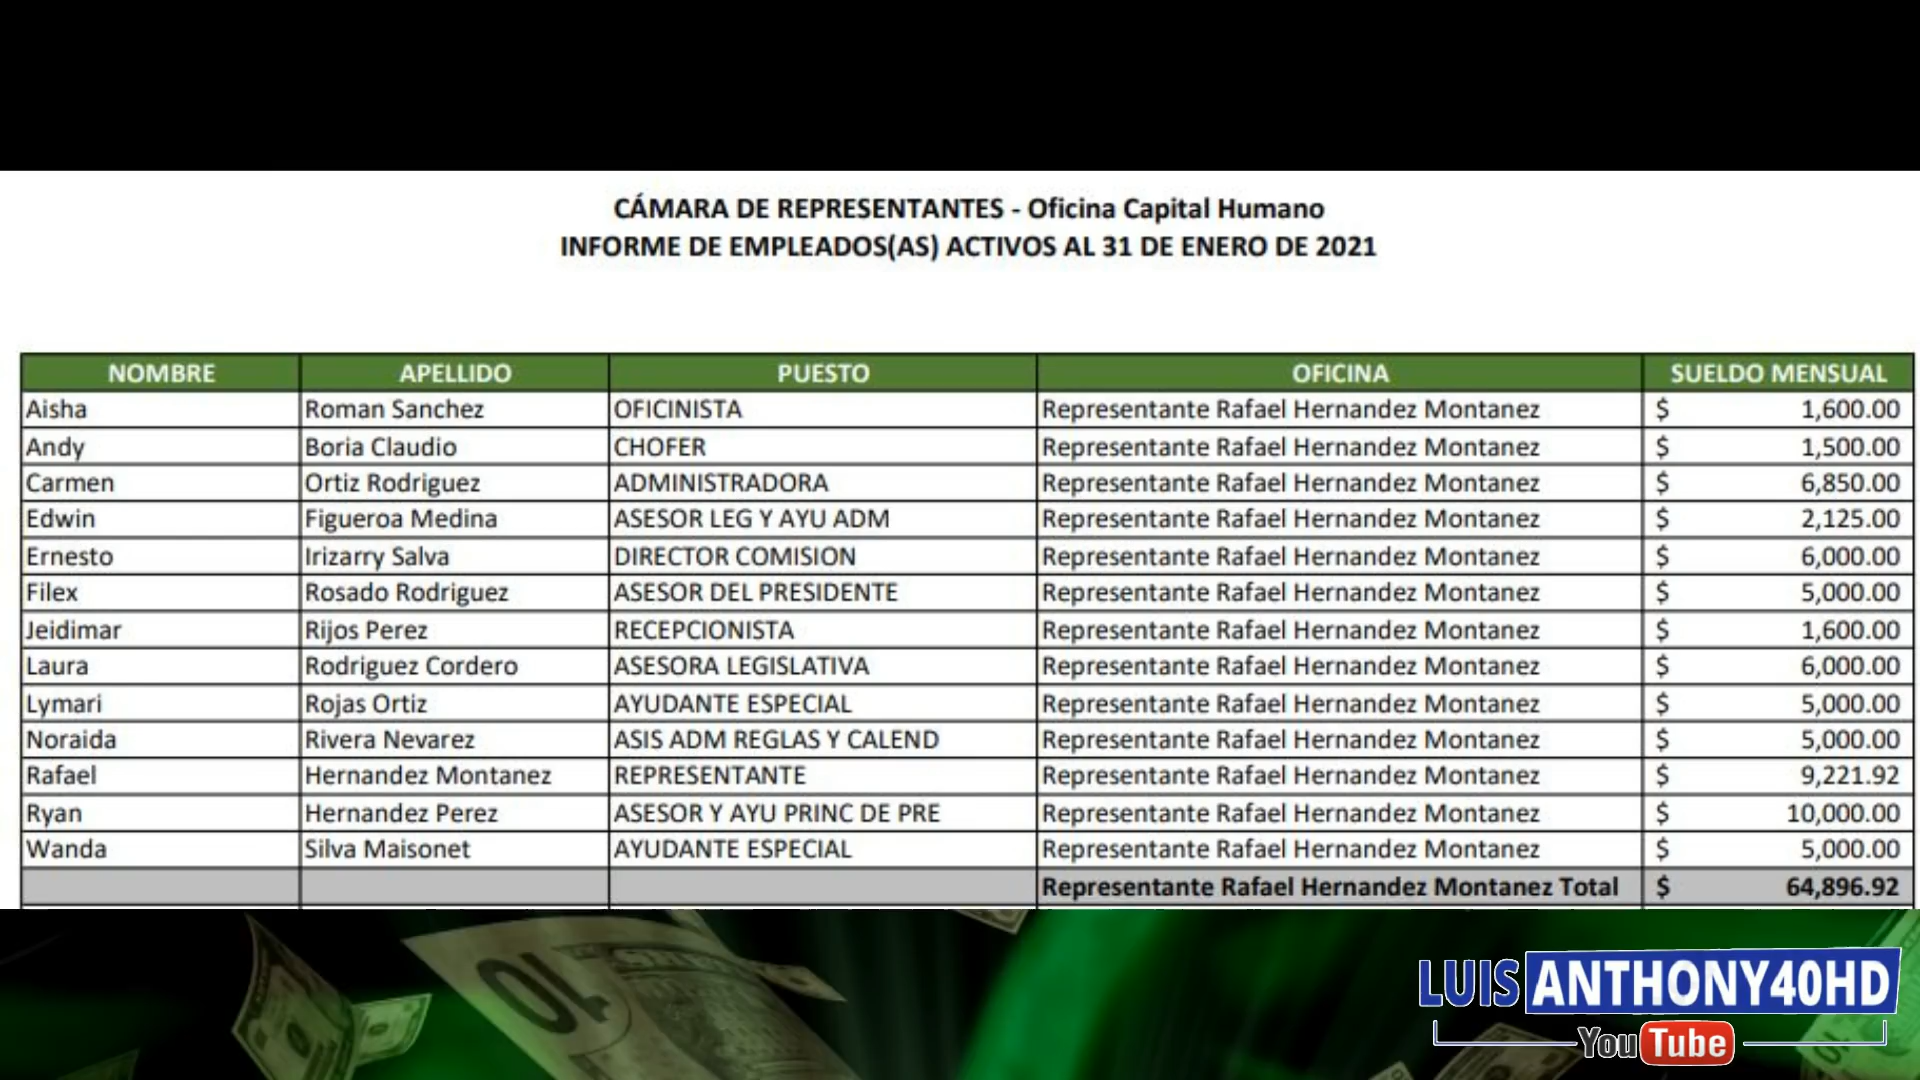 CÁMARA DE REPRESENTANTES - Oficina Capital Humano
INFORME DE EMPLEADOS(AS) ACTIVOS AL 31 DE ENERO DE 2021
NOMBRE APELLIDO PUESTO OFICINA SUELDO MENSUAL
Aisha Roman Sanchez OFICINISTA Representante Rafael Hernandez Montanez $ 1,600.00
Andy Boria Claudio CHOFER Representante Rafael Hernandez Montanez $ 1,500.00
Carmen Ortiz Rodriguez ADMINISTRADORA Representante Rafael Hernandez Montanez $ 6,850.00
Edwin Figueroa Medina ASESOR LEG Y AYU ADM Representante Rafael Hernandez Montanez $ 2,125.00
Ernesto Irizarry Salva DIRECTOR COMISION Representante Rafael Hernandez Montanez $ 6,000.00
Filex Rosado Rodriguez ASESOR DEL PRESIDENTE Representante Rafael Hernandez Montanez $ 5,000.00
Jeidimar Rijos Perez RECEPCIONISTA Representante Rafael Hernandez Montanez $ 1,600.00
Laura Rodriguez Cordero ASESORA LEGISLATIVA Representante Rafael Hernandez Montanez $ 6,000.00
Lymari Rojas Ortiz AYUDANTE ESPECIAL Representante Rafael Hernandez Montanez $ 5,000.00
Noraida Rivera Nevarez ASIS ADM REGLAS Y CALEND Representante Rafael Hernandez Montanez $ 5,000.00
Rafael Hernandez Montanez REPRESENTANTE Representante Rafael Hernandez Montanez $ 9,221.92
Ryan Hernandez Perez ASESOR Y AYU PRINC DE PRE Representante Rafael Hernandez Montanez $ 10,000.00
Wanda Silva Maisonet AYUDANTE ESPECIAL Representante Rafael Hernandez Montanez $ 5,000.00
Representante Rafael Hernandez Montanez Total $ 64,896.92
10
LUIS ANTHONY40HD
YouTube